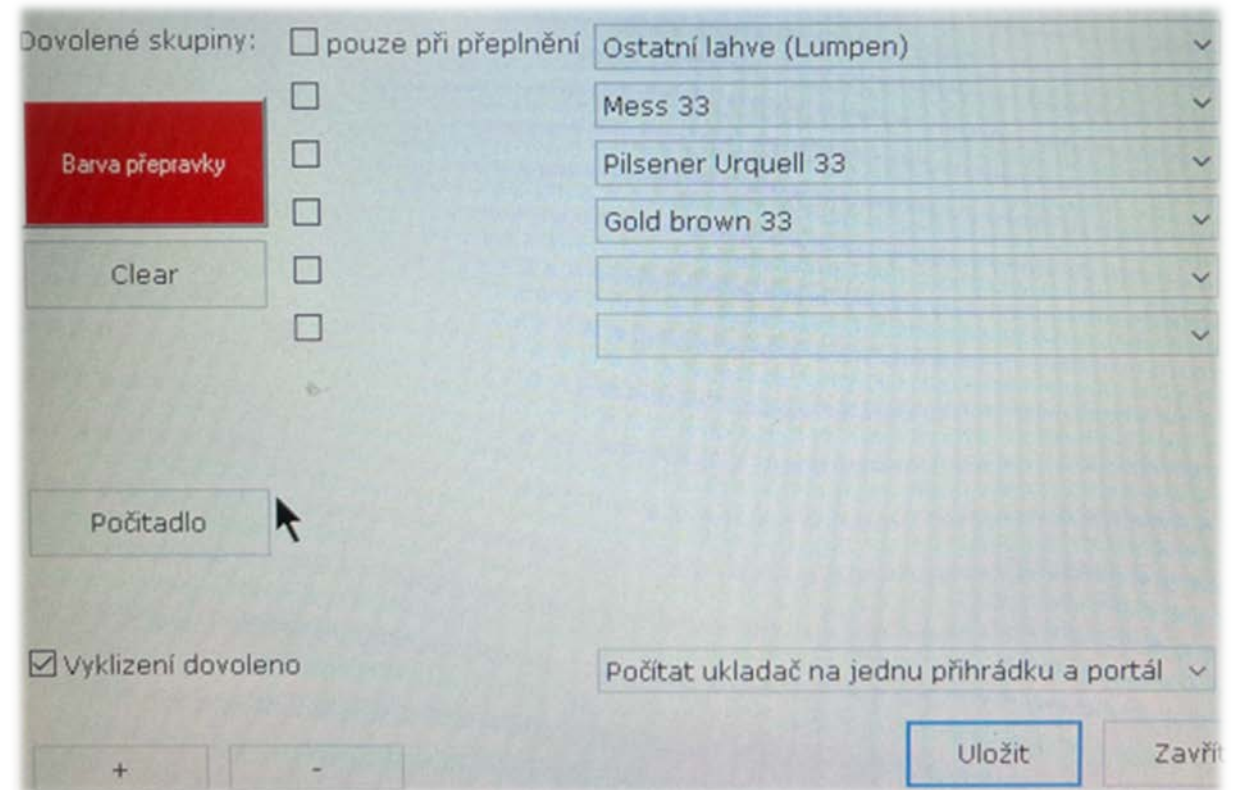 Dovolené skupiny: pouze při přeplnění Ostatní lahve (Lumpen)
Mess 33
Barva přepravky Pilsener Urquell 33
Gold brown 33
Clear
Počitadlo
Vyklizení dovoleno Počítat ukladač na jednu přihrádku a portál
Uložit Zavřít
+ -